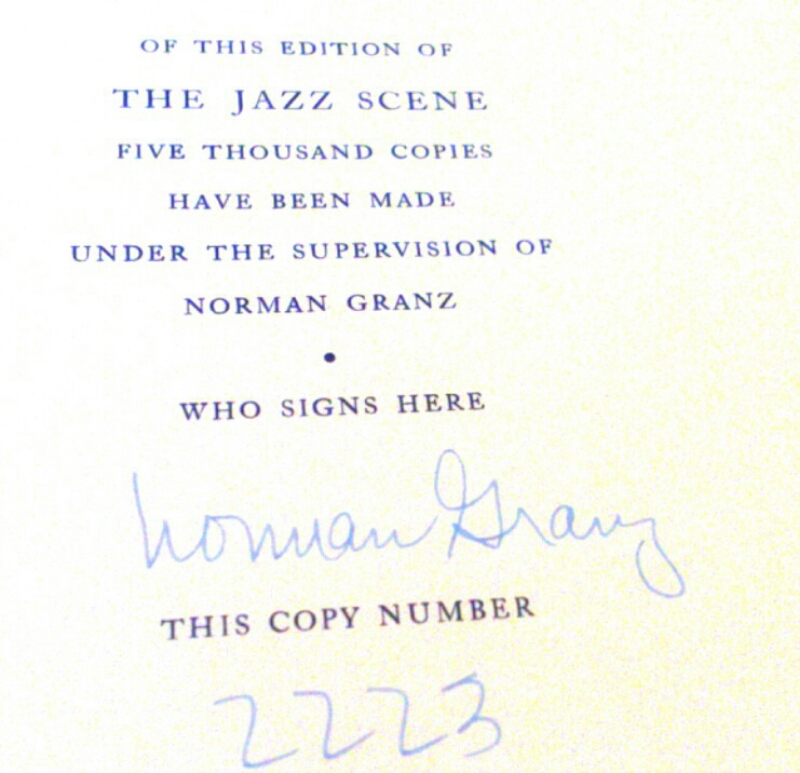 OF THIS EDITION OF
THE JAZZ SCENE
FIVE THOUSAND COPIES
HAVE BEEN MADE
UNDER THE SUPERVISION OF
NORMAN GRANZ
•
WHO SIGNS HERE
Norman Granz
THIS COPY NUMBER
2223